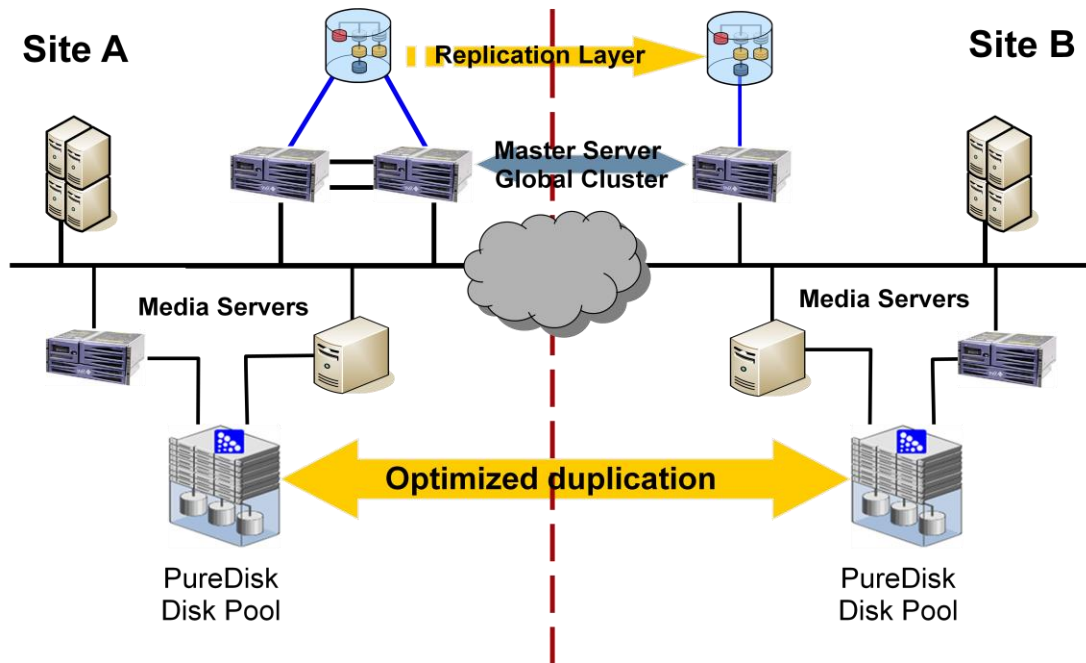 Site A
Replication Layer
Site B
Master Server
Global Cluster
Media Servers
Media Servers
Optimized duplication
PureDisk
Disk Pool
PureDisk
Disk Pool